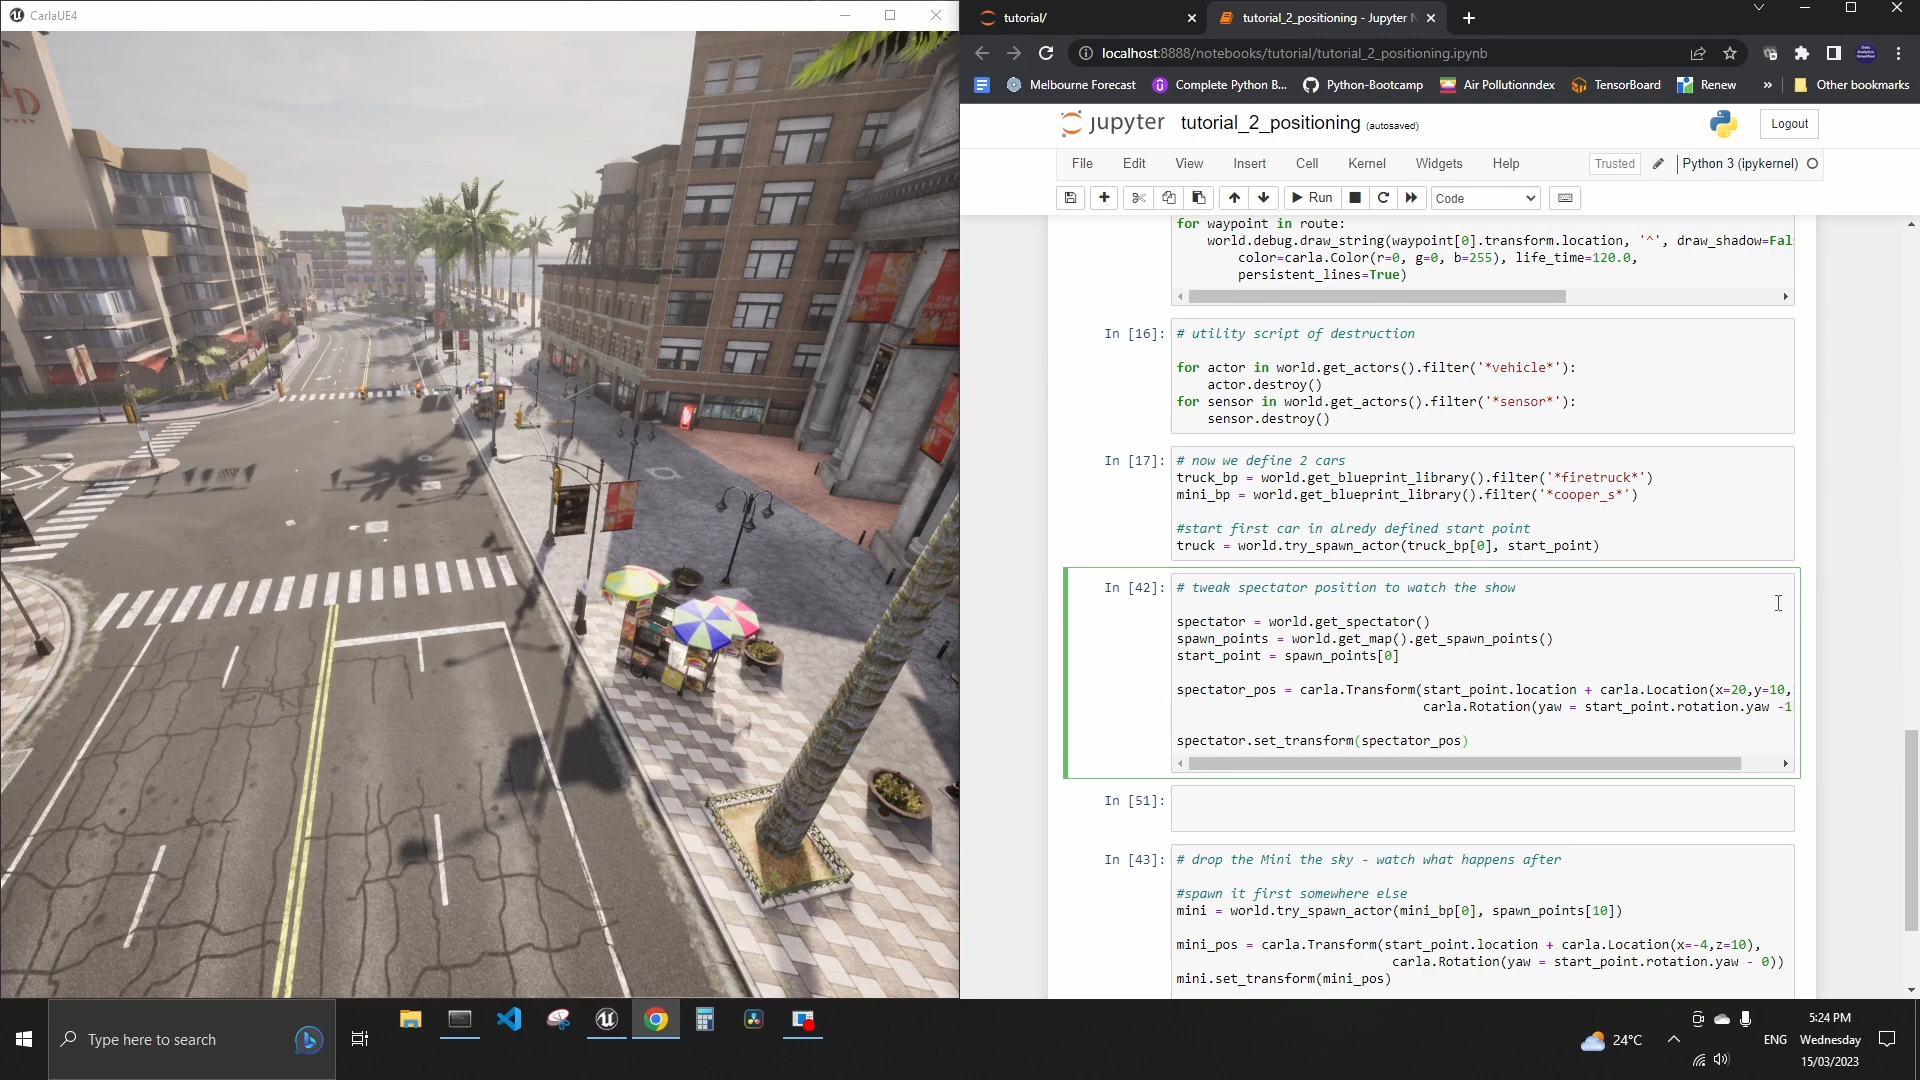 CarlaUE4
tutorial/
tutorial_2_positioning - Jupyter N
localhost:8888/notebooks/tutorial/tutorial_2_positioning.ipynb
Melbourne Forecast
Complete Python B...
Python-Bootcamp
Air Pollutionndex
TensorBoard
Renew
»
Other bookmarks
jupyter tutorial_2_positioning (autosaved)
Logout
File Edit View Insert Cell Kernel Widgets Help
Trusted
Python 3 (ipykernel)
Run
Code
for waypoint in route:
world.debug.draw_string(waypoint[0].transform.location, '^', draw_shadow=Fal
color=carla.Color(r=0, g=0, b=255), life_time=120.0,
persistent_lines=True)
In [16]:
# utility script of destruction
for actor in world.get_actors().filter('*vehicle*'):
actor.destroy()
for sensor in world.get_actors().filter('*sensor*'):
sensor.destroy()
In [17]:
# now we define 2 cars
truck_bp = world.get_blueprint_library().filter('*firetruck*')
mini_bp = world.get_blueprint_library().filter('*cooper_s*')
#start first car in alredy defined start point
truck = world.try_spawn_actor(truck_bp[0], start_point)
In [42]:
# tweak spectator position to watch the show
spectator = world.get_spectator()
spawn_points = world.get_map().get_spawn_points()
start_point = spawn_points[0]
spectator_pos = carla.Transform(start_point.location + carla.Location(x=20,y=10,
carla.Rotation(yaw = start_point.rotation.yaw -1
spectator.set_transform(spectator_pos)
In [51]:
In [43]:
# drop the Mini the sky - watch what happens after
#spawn it first somewhere else
mini = world.try_spawn_actor(mini_bp[0], spawn_points[10])
mini_pos = carla.Transform(start_point.location + carla.Location(x=-4,z=10),
carla.Rotation(yaw = start_point.rotation.yaw - 0))
mini.set_transform(mini_pos)
Type here to search
24°C
ENG
5:24 PM
Wednesday
15/03/2023